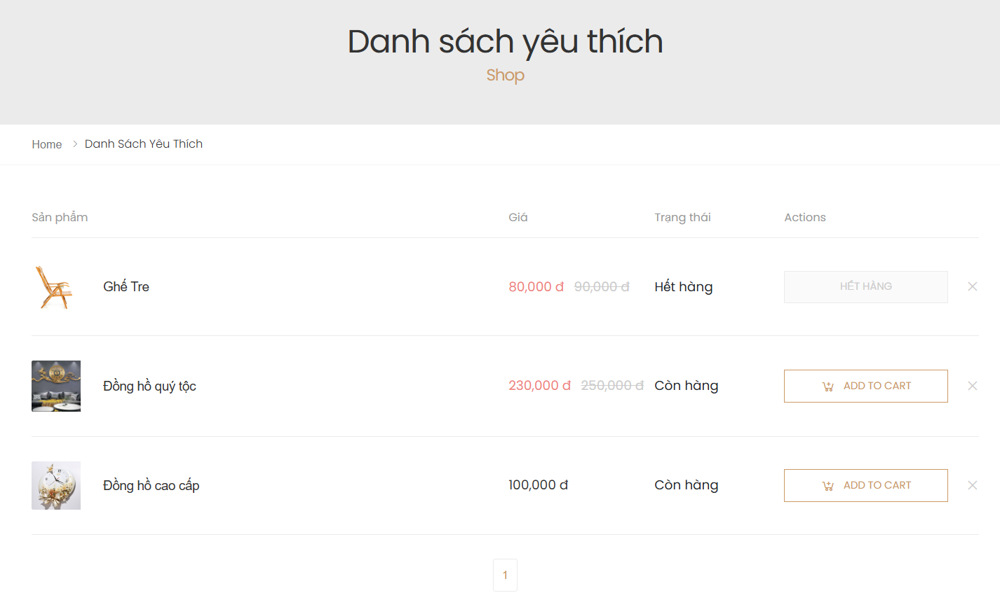 Danh sách yêu thích
Shop
Home > Danh Sách Yêu Thích
Sản phẩm Giá Trạng thái Actions
Ghế Tre 80,000 đ 90,000 đ Hết hàng HẾT HÀNG
Đồng hồ quý tộc 230,000 đ 250,000 đ Còn hàng ADD TO CART
Đồng hồ cao cấp 100,000 đ Còn hàng ADD TO CART
1